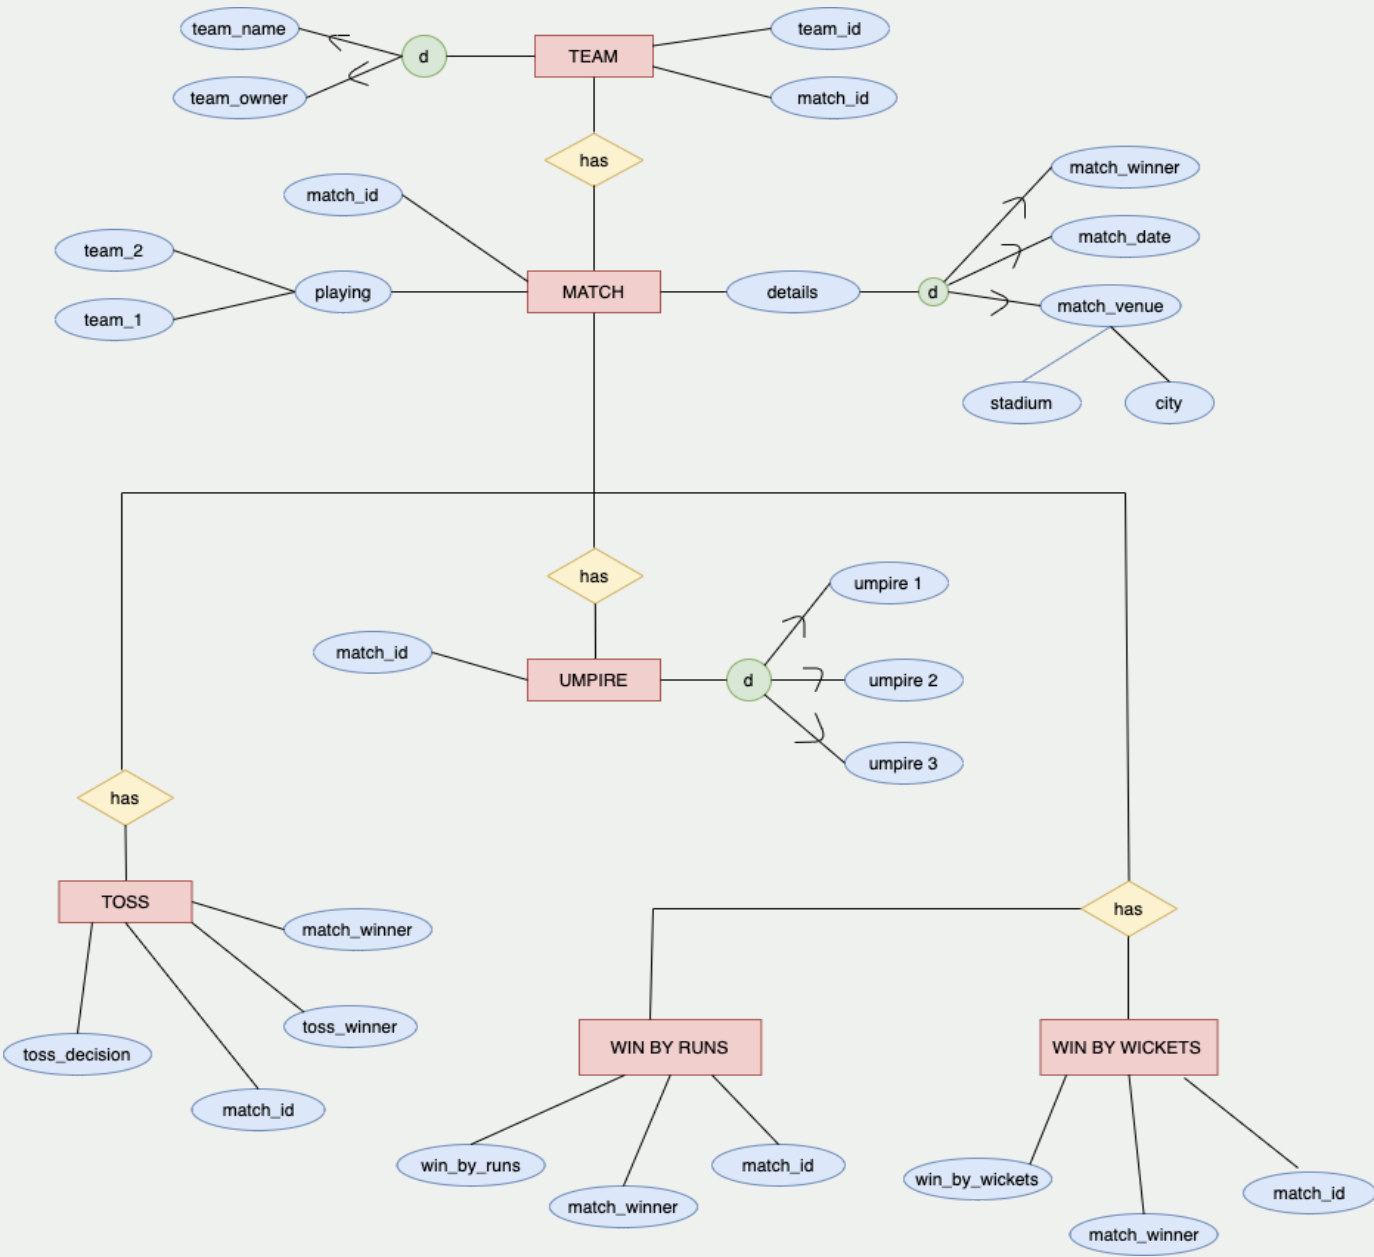 team_name
d
TEAM
team_id
team_owner
match_id
has
match_winner
match_id
match_date
team_2
playing
MATCH
details
d
match_venue
team_1
stadium
city
has
umpire 1
match_id
UMPIRE
d
umpire 2
umpire 3
has
TOSS
has
match_winner
toss_winner
toss_decision
WIN BY RUNS
WIN BY WICKETS
match_id
win_by_runs
match_id
win_by_wickets
match_id
match_winner
match_winner